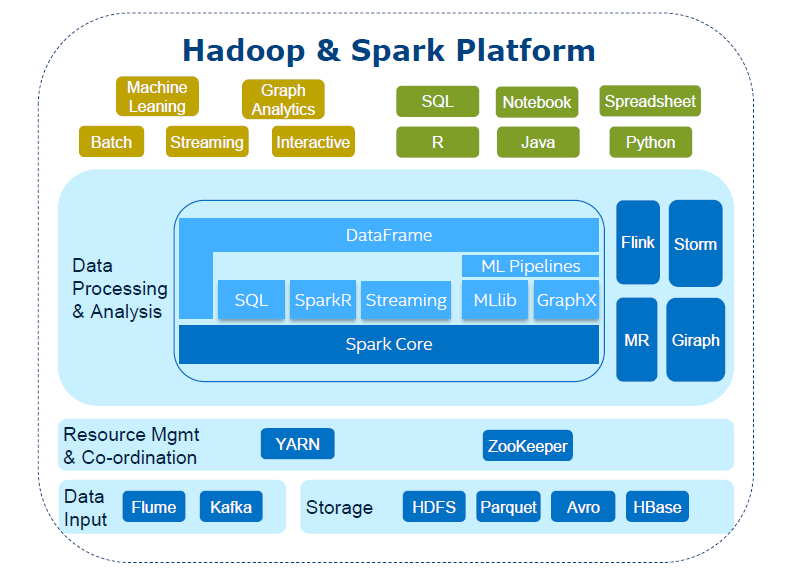 Hadoop & Spark Platform
Machine
Leaning
Graph
Analytics
SQL
Notebook
Spreadsheet
Batch
Streaming
Interactive
R
Java
Python
Data
Processing
& Analysis
DataFrame
ML Pipelines
SQL
SparkR
Streaming
MLlib
GraphX
Spark Core
Flink
Storm
MR
Giraph
Resource Mgmt
& Co-ordination
YARN
ZooKeeper
Data
Input
Flume
Kafka
Storage
HDFS
Parquet
Avro
HBase